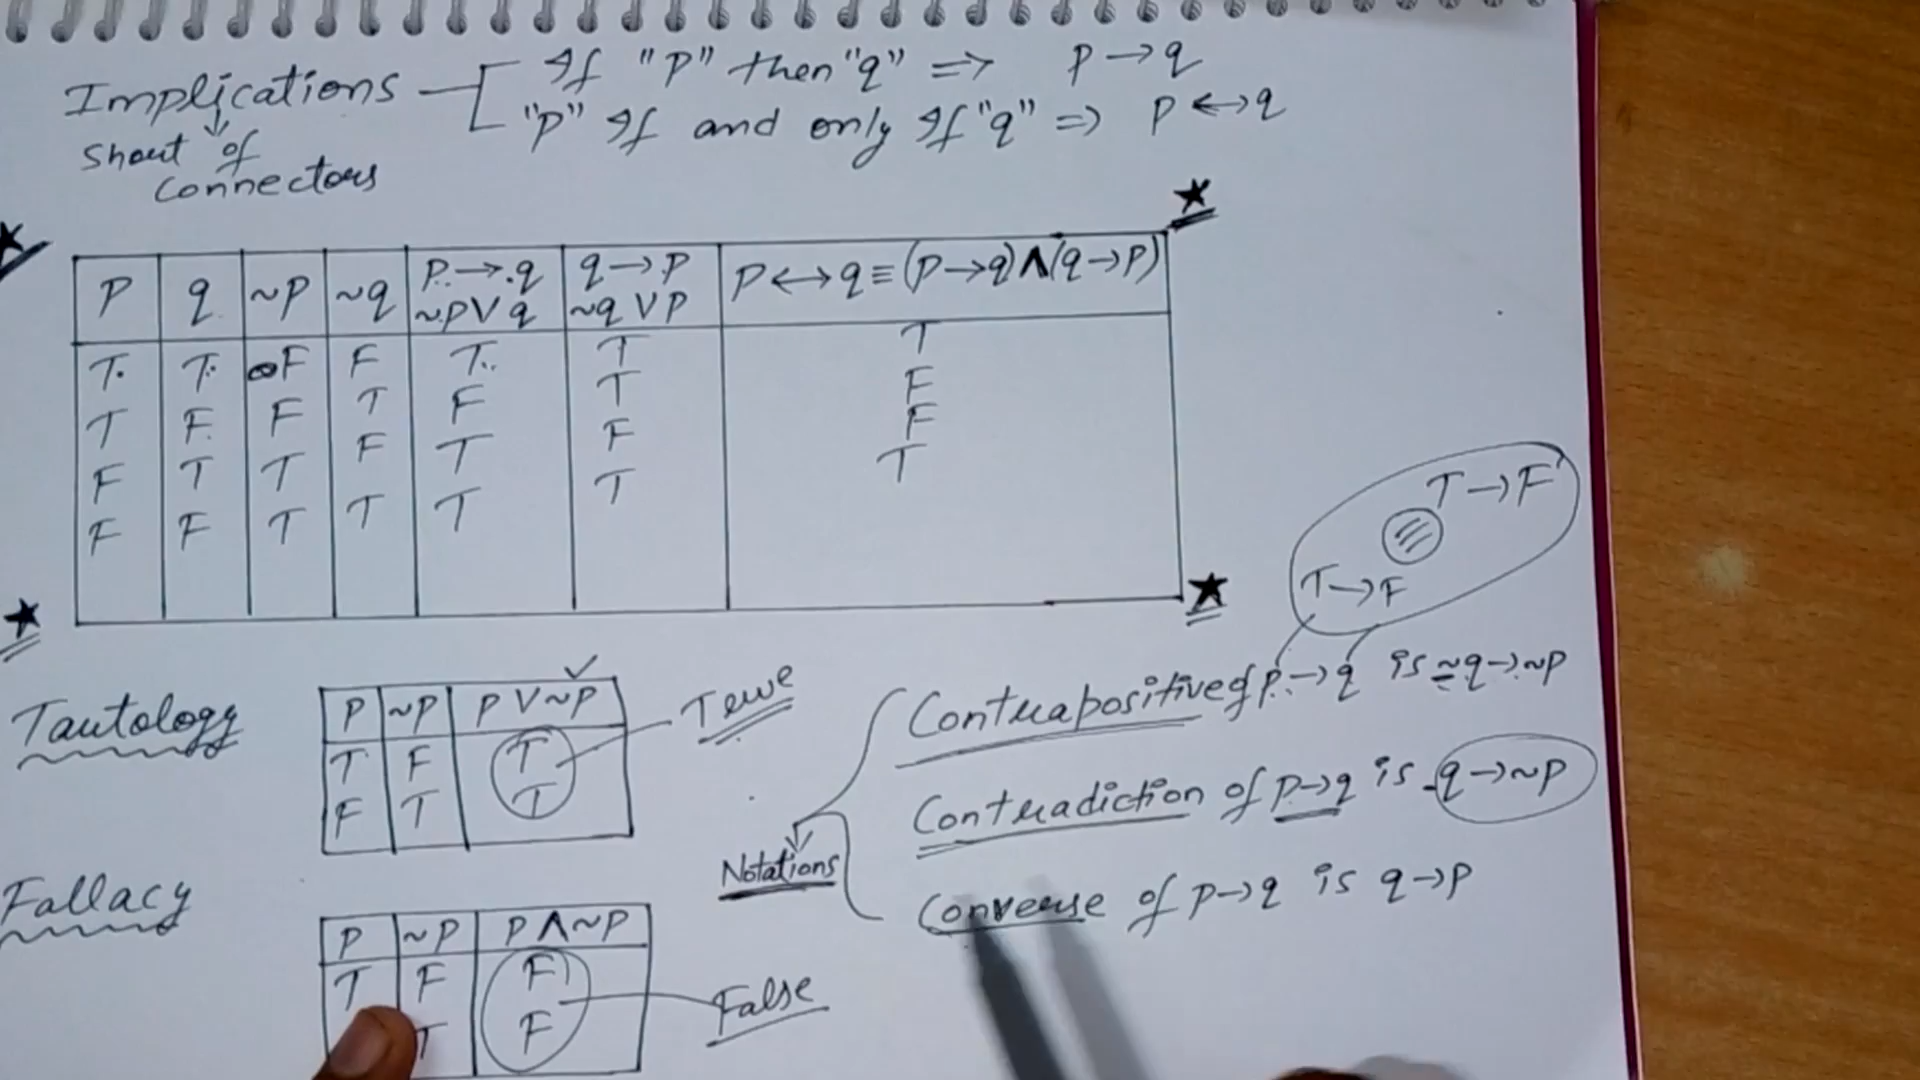 Implications
If "p" then "q" => p → q
"p" If and only If "q" => p ↔ q
Short of
Connectors
p q ~p ~q p → q q → p p ↔ q ≡ (p → q) ∧ (q → p)
~p ∨ q ~q ∨ p
T T F F T T T
T F F T F T F
F T T F T F F
F F T T T T T
T → F
T → F
Tautology
p ~p p ∨ ~p
T F T
F T T
True
Notations
Contrapositive of p → q is ~q → ~p
Contradiction of p → q is q → ~p
Converse of p → q is q → p
Fallacy
p ~p p ∧ ~p
T F F
T F
False